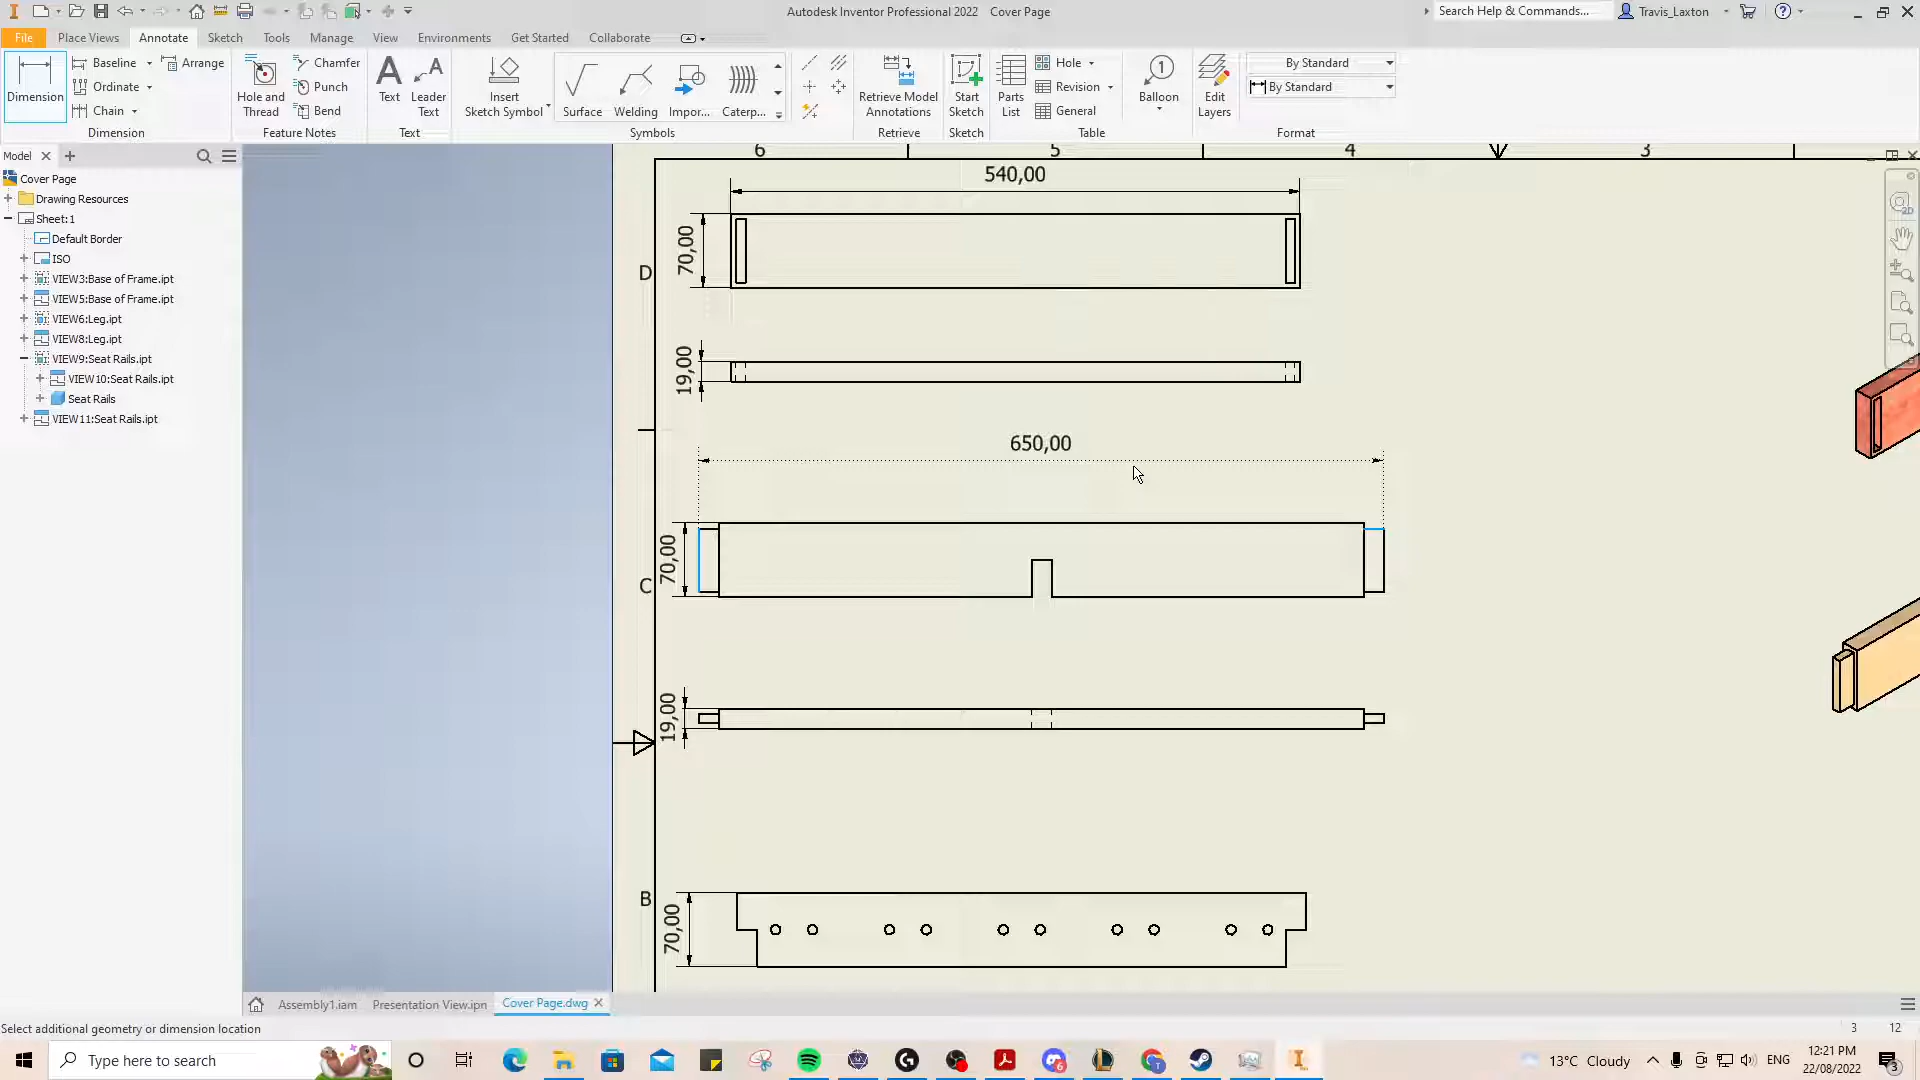 Autodesk Inventor Professional 2022 Cover Page
Search Help & Commands...
Travis_Laxton
File
Place Views
Annotate
Sketch
Tools
Manage
View
Environments
Get Started
Collaborate
Dimension
Baseline
Ordinate
Chain
Arrange
Dimension
Hole and
Thread
Chamfer
Punch
Bend
Feature Notes
Text
Leader
Text
Text
Insert
Sketch Symbol
Surface
Welding
Impor...
Caterp...
Symbols
Retrieve Model
Annotations
Retrieve
Start
Sketch
Sketch
Parts
List
Hole
Revision
General
Table
Balloon
Edit
Layers
By Standard
By Standard
Format
Model
Cover Page
Drawing Resources
Sheet:1
Default Border
ISO
VIEW3:Base of Frame.ipt
VIEW5:Base of Frame.ipt
VIEW6:Leg.ipt
VIEW8:Leg.ipt
VIEW9:Seat Rails.ipt
VIEW10:Seat Rails.ipt
Seat Rails
VIEW11:Seat Rails.ipt
6
5
4
3
540,00
70,00
D
19,00
650,00
70,00
C
19,00
B
70,00
Assembly1.iam
Presentation View.ipn
Cover Page.dwg
Select additional geometry or dimension location
3 12
Type here to search
13°C Cloudy
ENG
12:21 PM
22/08/2022
3